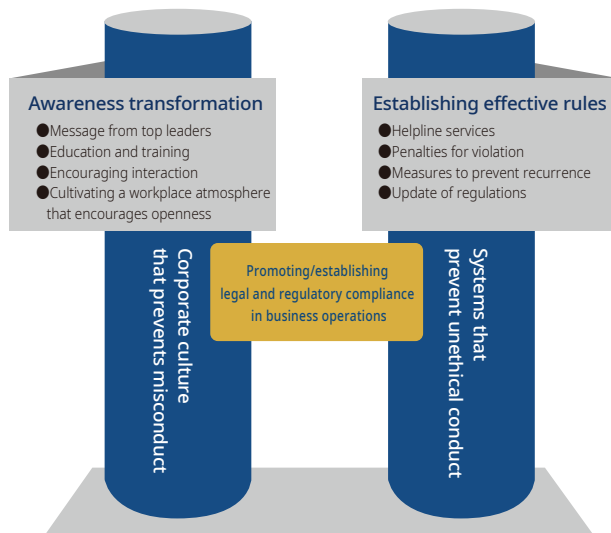 Awareness transformation
●Message from top leaders
●Education and training
●Encouraging interaction
●Cultivating a workplace atmosphere
that encourages openness
Establishing effective rules
●Helpline services
●Penalties for violation
●Measures to prevent recurrence
●Update of regulations
Corporate culture
that prevents misconduct
Promoting/establishing
legal and regulatory compliance
in business operations
Systems that
prevent unethical conduct